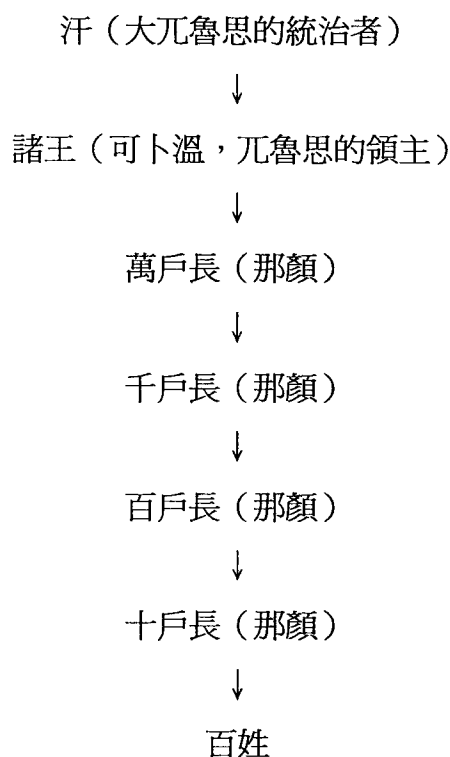 汗（大兀魯思的統治者）
↓
諸王（可卜溫，兀魯思的領主）
↓
萬戶長（那顏）
↓
千戶長（那顏）
↓
百戶長（那顏）
↓
十戶長（那顏）
↓
百姓